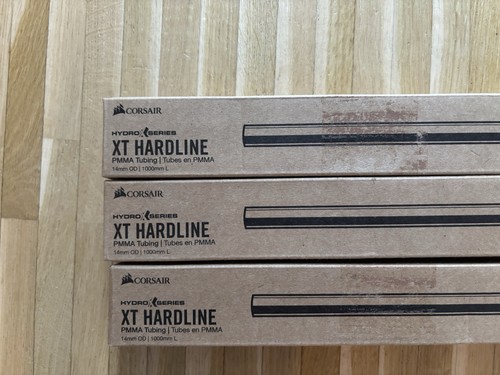 CORSAIR
HYDRO X SERIES
XT HARDLINE
PMMA Tubing | Tubes en PMMA
14mm OD | 1000mm L
CORSAIR
HYDRO X SERIES
XT HARDLINE
PMMA Tubing | Tubes en PMMA
14mm OD | 1000mm L
CORSAIR
HYDRO X SERIES
XT HARDLINE
PMMA Tubing | Tubes en PMMA
14mm OD | 1000mm L